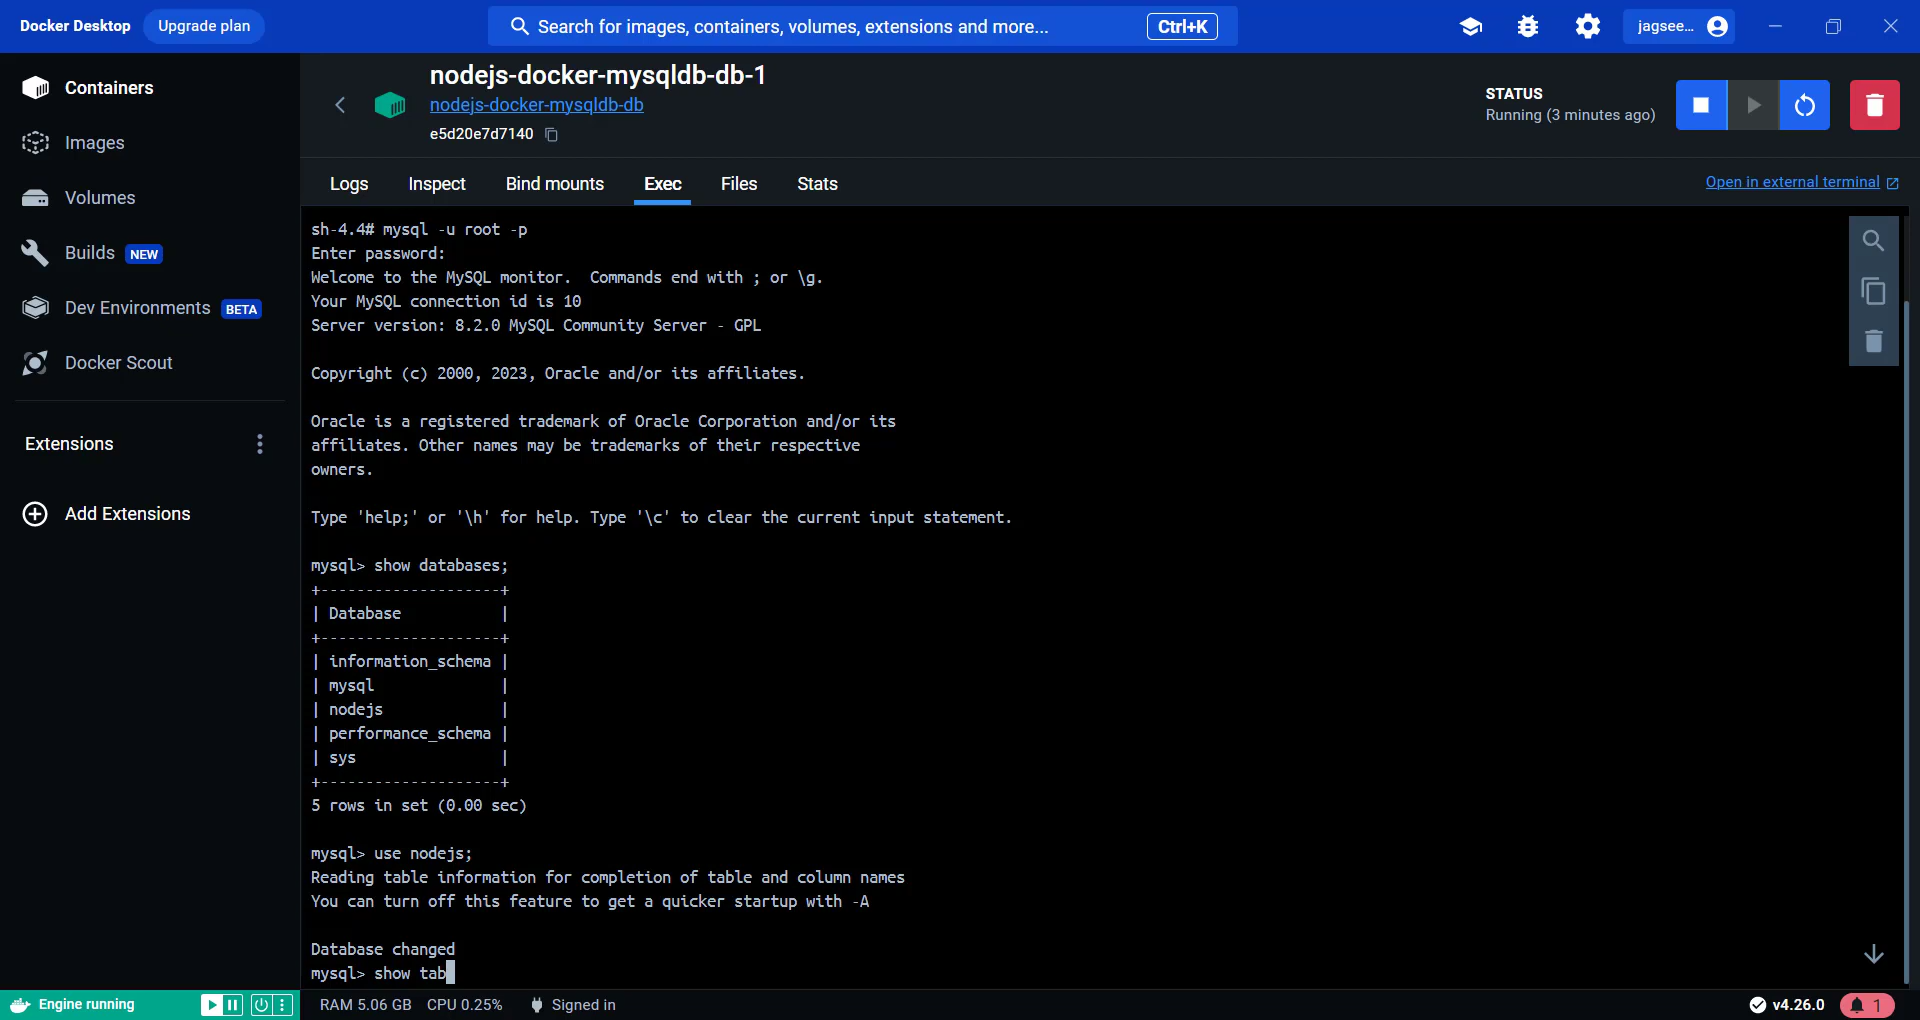 Docker Desktop
Upgrade plan
Search for images, containers, volumes, extensions and more...
Ctrl+K
jagsee...
Containers
Images
Volumes
Builds NEW
Dev Environments BETA
Docker Scout
Extensions
Add Extensions
nodejs-docker-mysqldb-db-1
nodejs-docker-mysqldb-db
e5d20e7d7140
STATUS
Running (3 minutes ago)
Logs
Inspect
Bind mounts
Exec
Files
Stats
Open in external terminal
sh-4.4# mysql -u root -p
Enter password:
Welcome to the MySQL monitor.  Commands end with ; or \g.
Your MySQL connection id is 10
Server version: 8.2.0 MySQL Community Server - GPL
Copyright (c) 2000, 2023, Oracle and/or its affiliates.
Oracle is a registered trademark of Oracle Corporation and/or its
affiliates. Other names may be trademarks of their respective
owners.
Type 'help;' or '\h' for help. Type '\c' to clear the current input statement.
mysql> show databases;
+--------------------+
| Database           |
+--------------------+
| information_schema |
| mysql              |
| nodejs             |
| performance_schema |
| sys                |
+--------------------+
5 rows in set (0.00 sec)
mysql> use nodejs;
Reading table information for completion of table and column names
You can turn off this feature to get a quicker startup with -A
Database changed
mysql> show tab
Engine running
RAM 5.06 GB
CPU 0.25%
Signed in
v4.26.0
1